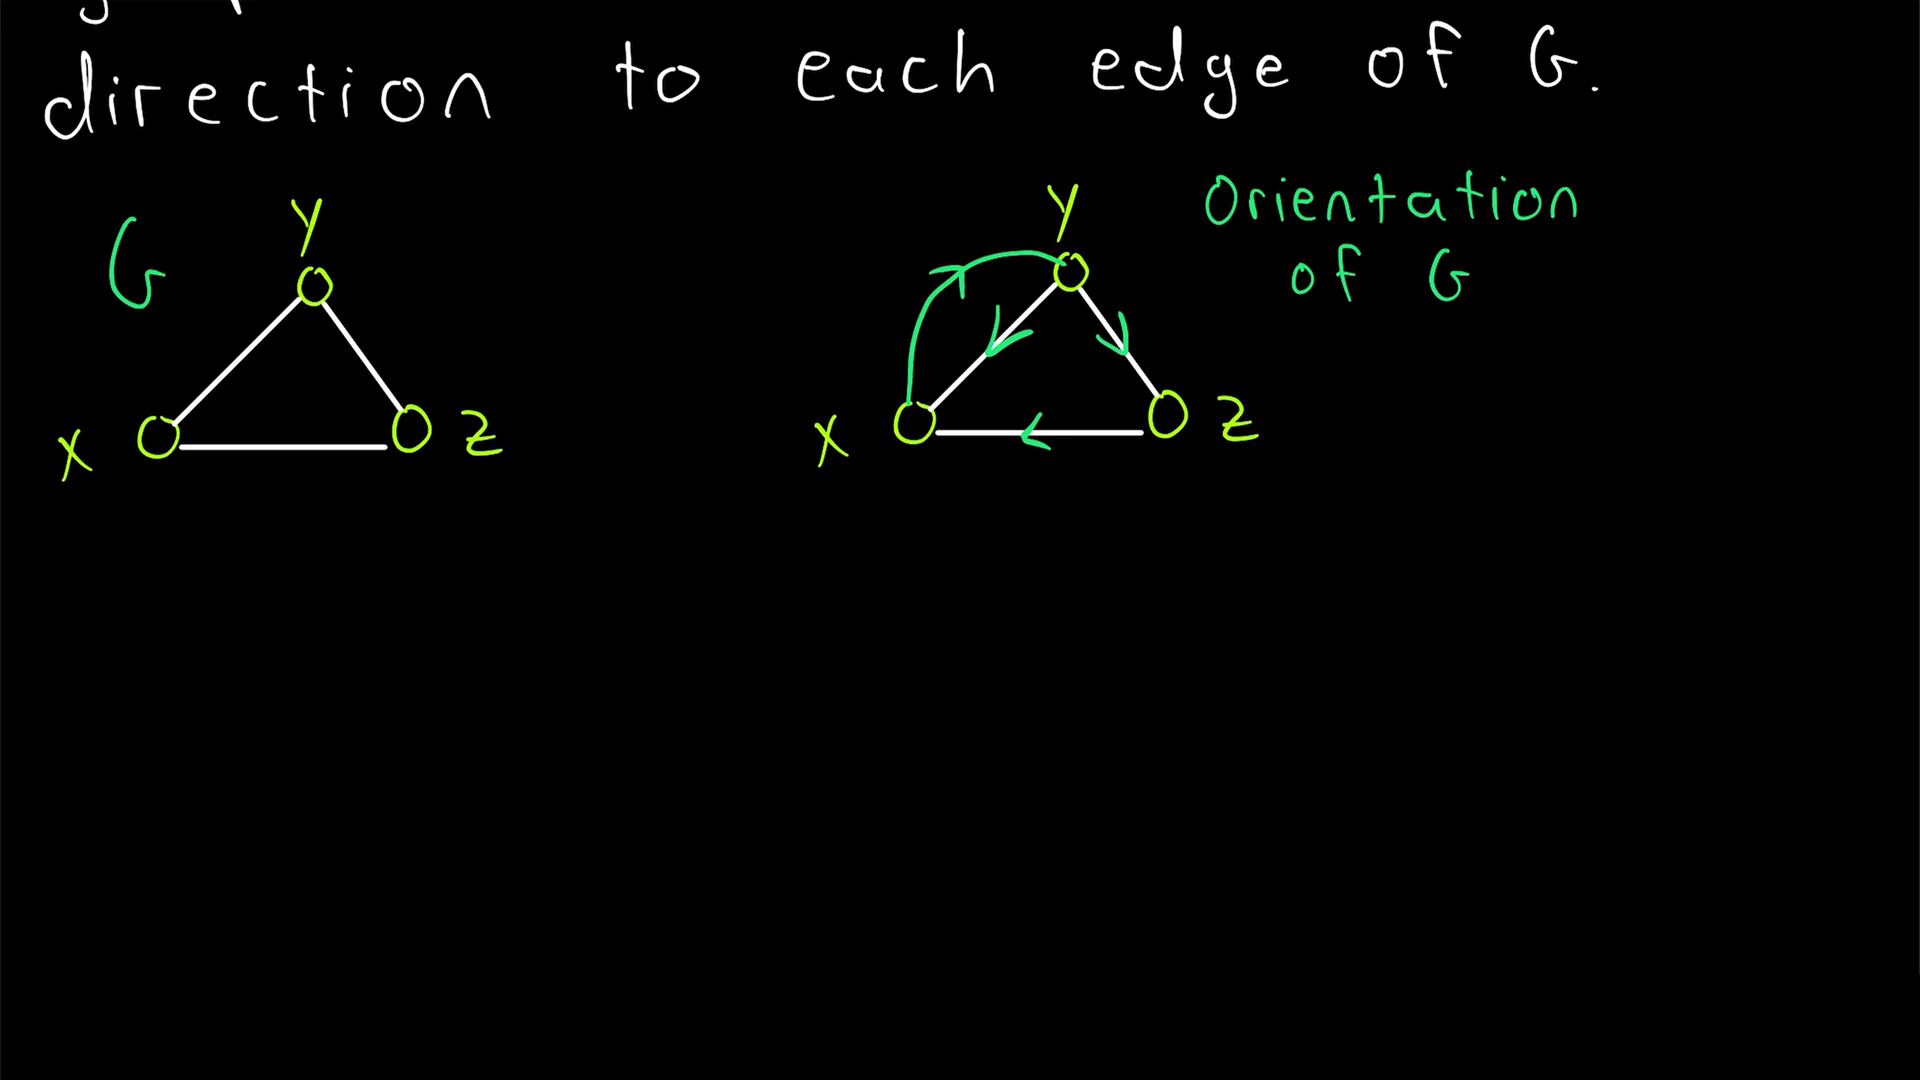 direction to each edge of G.
G
Y
X
Z
Y
X
Z
Orientation
of G